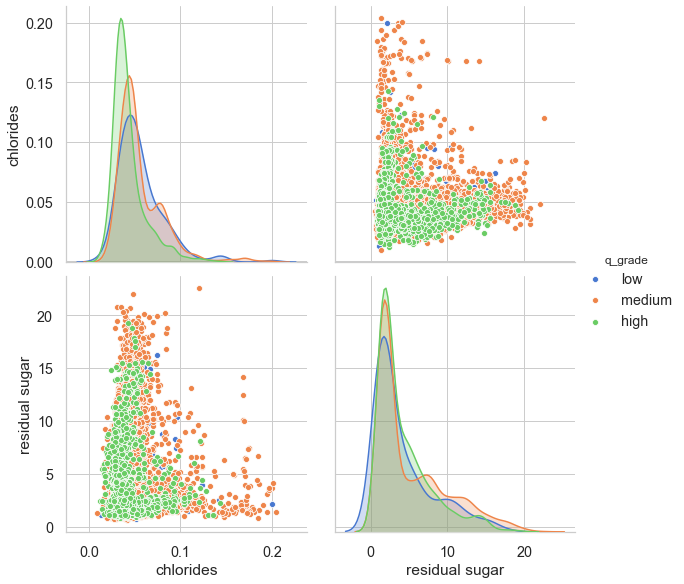 0.20
0.15
0.10
0.05
0.00
chlorides
q_grade
low
medium
high
20
15
10
5
0
residual sugar
0.0
0.1
0.2
chlorides
0
10
20
residual sugar